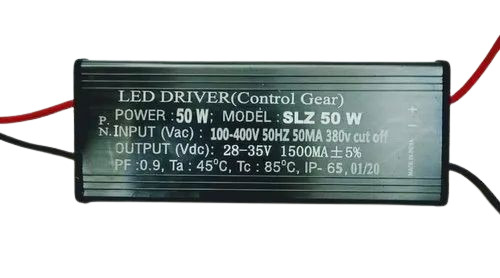 LED DRIVER(Control Gear)
P. POWER : 50 W; MODEL: SLZ 50 W
N. INPUT (Vac) : 100-400V 50HZ 50MA 380v cut off
OUTPUT (Vdc): 28-35V 1500MA±5%
PF:0.9, Ta : 45°C, Tc : 85°C, IP- 65, 01/20
- +
MADE IN INDIA